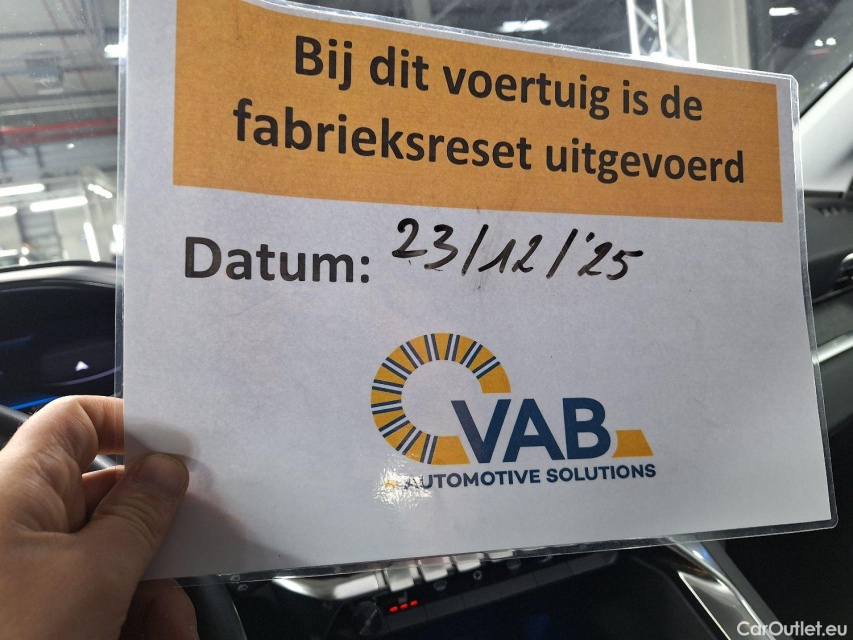 Bij dit voertuig is de
fabrieksreset uitgevoerd
Datum: 23/12/'25
VAB
AUTOMOTIVE SOLUTIONS
CarOutlet.eu